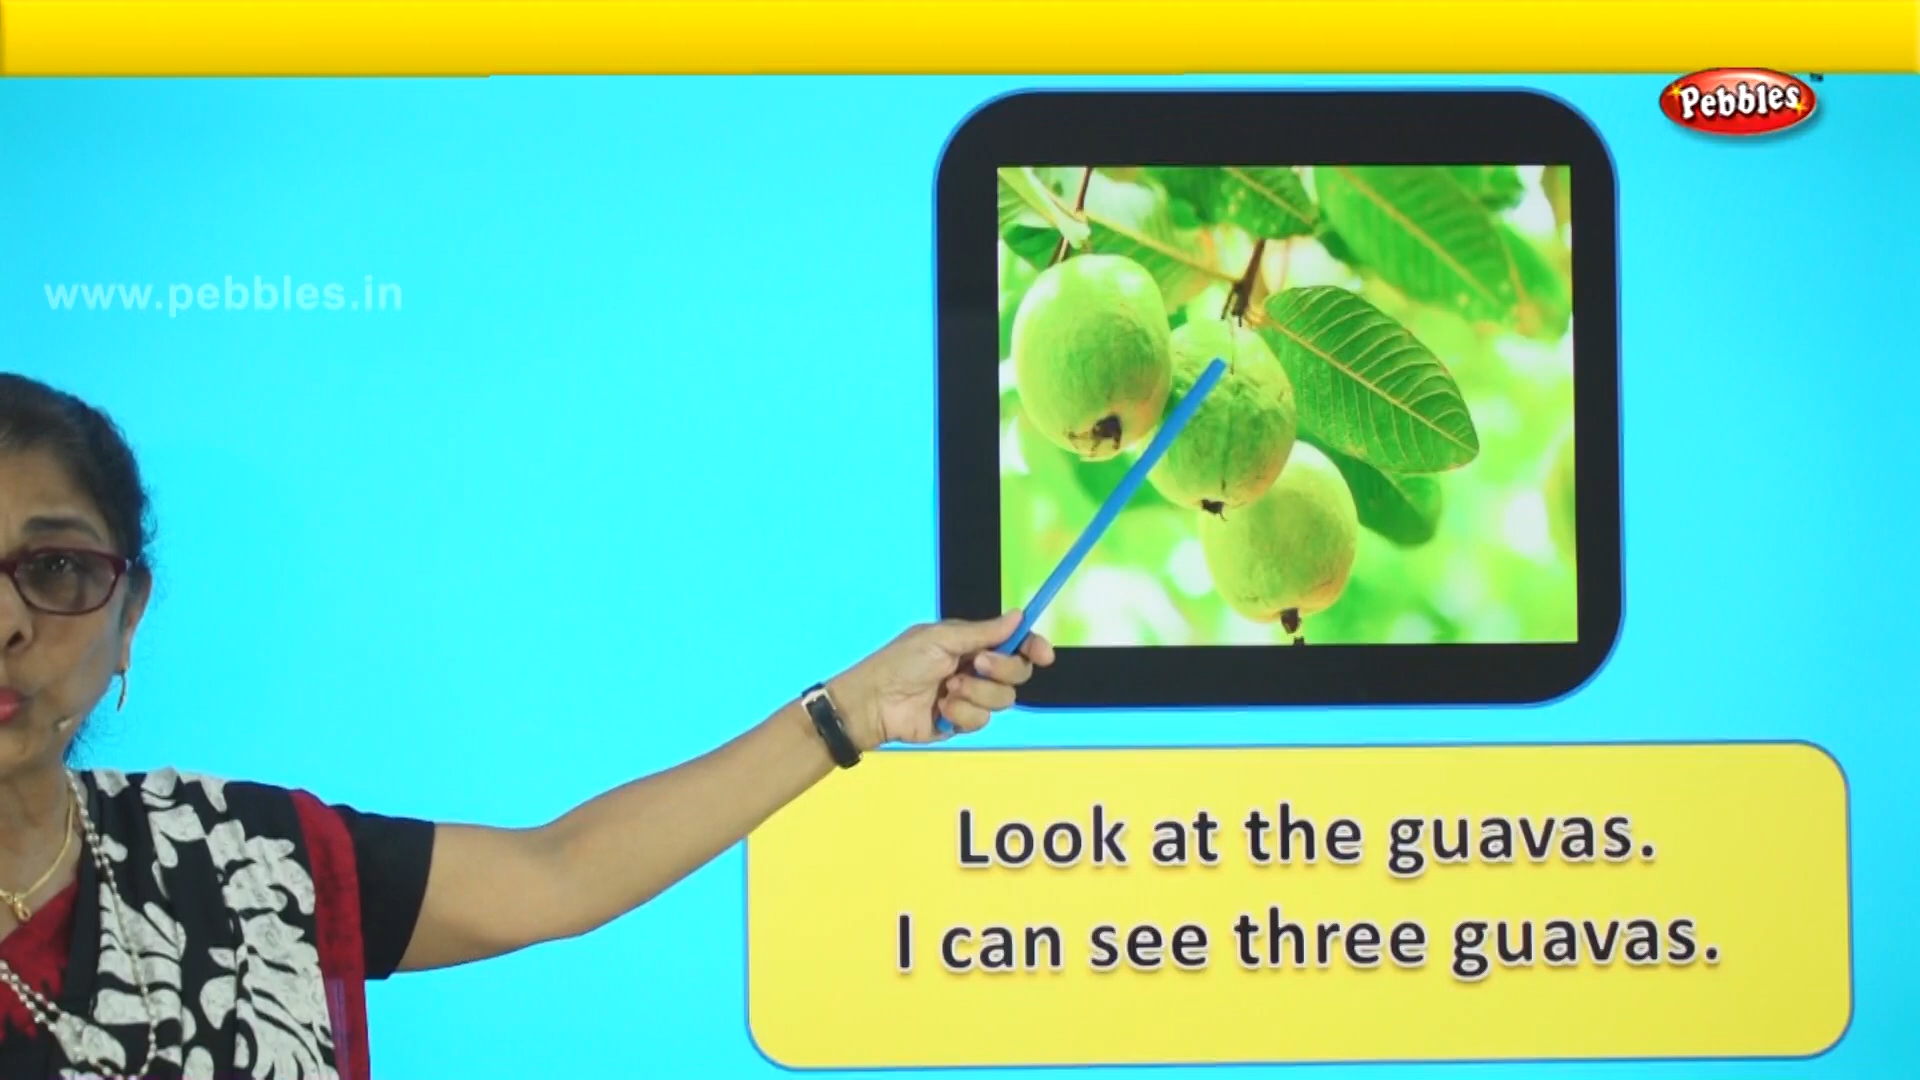 Pebbles
www.pebbles.in
Look at the guavas.
I can see three guavas.